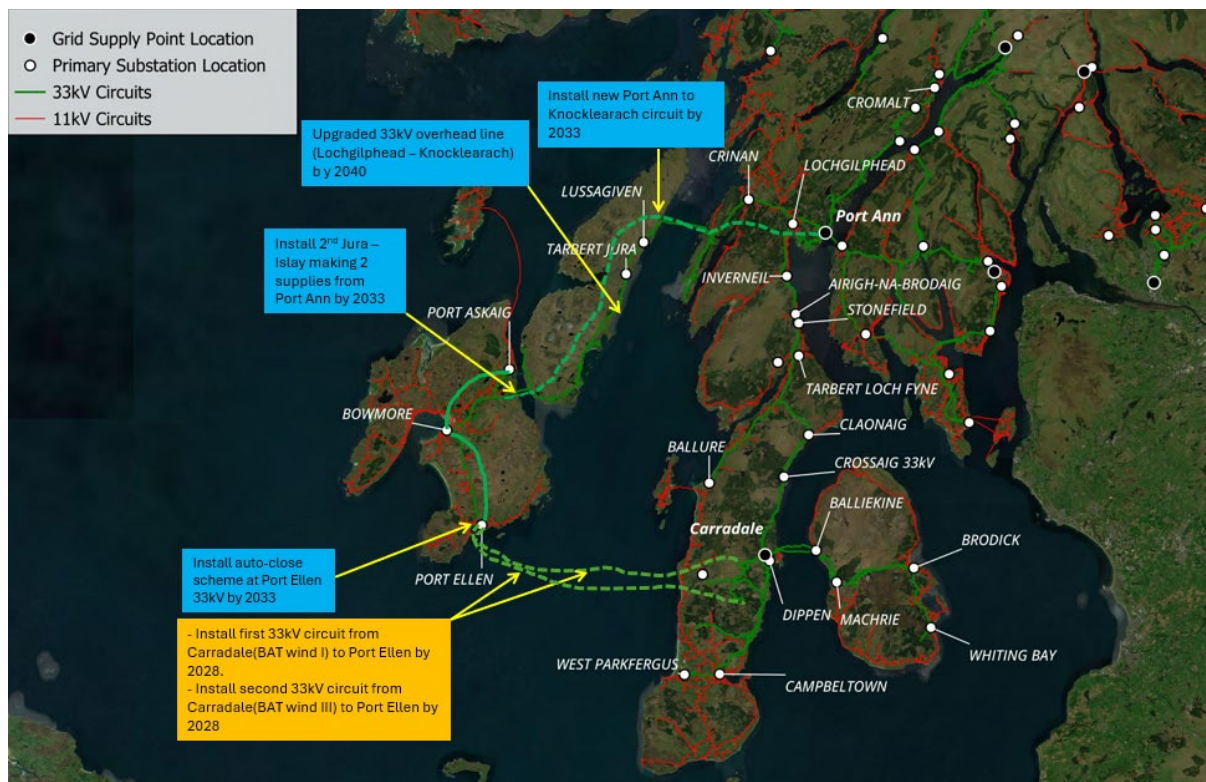 Grid Supply Point Location
Primary Substation Location
33kV Circuits
11kV Circuits
Install new Port Ann to
Knocklearach circuit by
2033
Upgraded 33kV overhead line
(Lochgilphead – Knocklearach)
by 2040
CROMALT
CRINAN
LOCHGILPHEAD
LUSSAGIVEN
Port Ann
Install 2nd Jura –
Islay making 2
supplies from
Port Ann by 2033
TARBERT JURA
INVERNEIL
AIRIGH-NA-BRODAIG
STONEFIELD
PORT ASKAIG
TARBERT LOCH FYNE
BOWMORE
CLAONAIG
BALLURE
CROSSAIG 33kV
BALLIEKINE
Carradale
BRODICK
Install auto-close
scheme at Port Ellen
33kV by 2033
PORT ELLEN
DIPPEN
MACHRIE
WHITING BAY
- Install first 33kV circuit from
Carradale(BAT wind I) to Port Ellen by
2028.
- Install second 33kV circuit from
Carradale(BAT wind III) to Port Ellen by
2028
WEST PARKFERGUS
CAMPBELTOWN